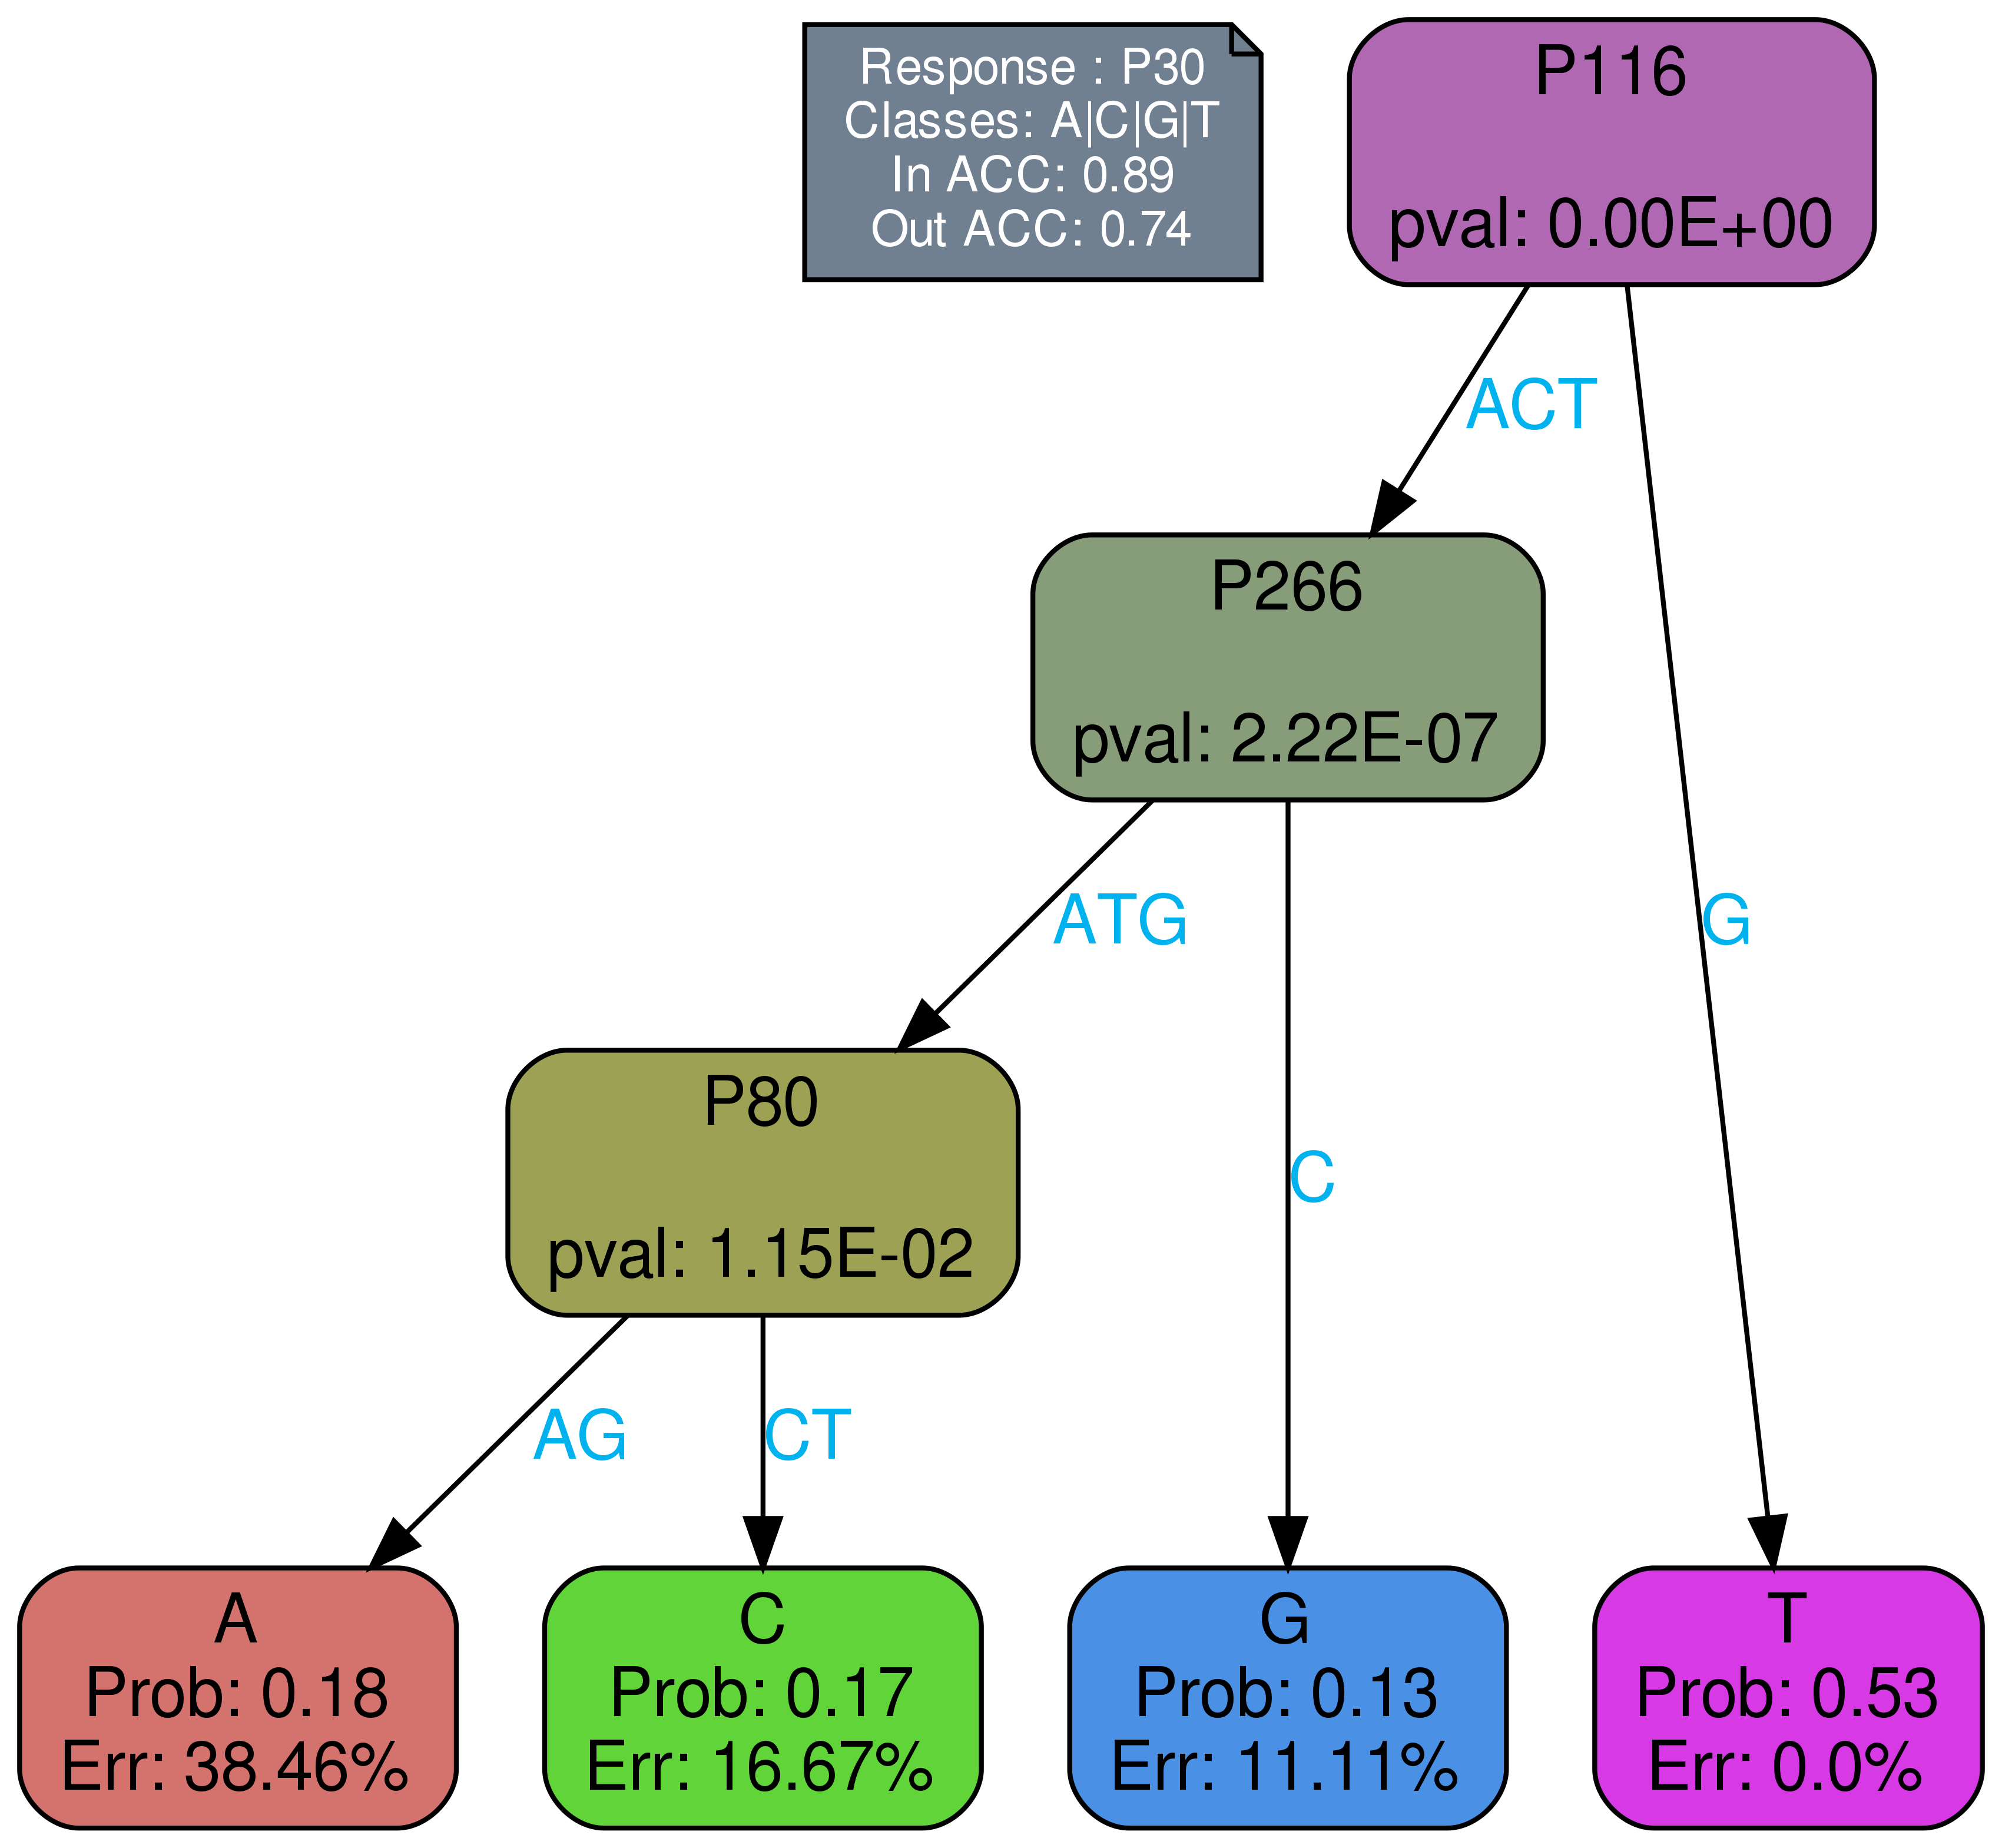 Response : P30
Classes: A|C|G|T
In ACC: 0.89
Out ACC: 0.74
P116
pval: 0.00E+00
ACT
G
P266
pval: 2.22E-07
ATG
C
P80
pval: 1.15E-02
AG
CT
A
Prob: 0.18
Err: 38.46%
C
Prob: 0.17
Err: 16.67%
G
Prob: 0.13
Err: 11.11%
T
Prob: 0.53
Err: 0.0%